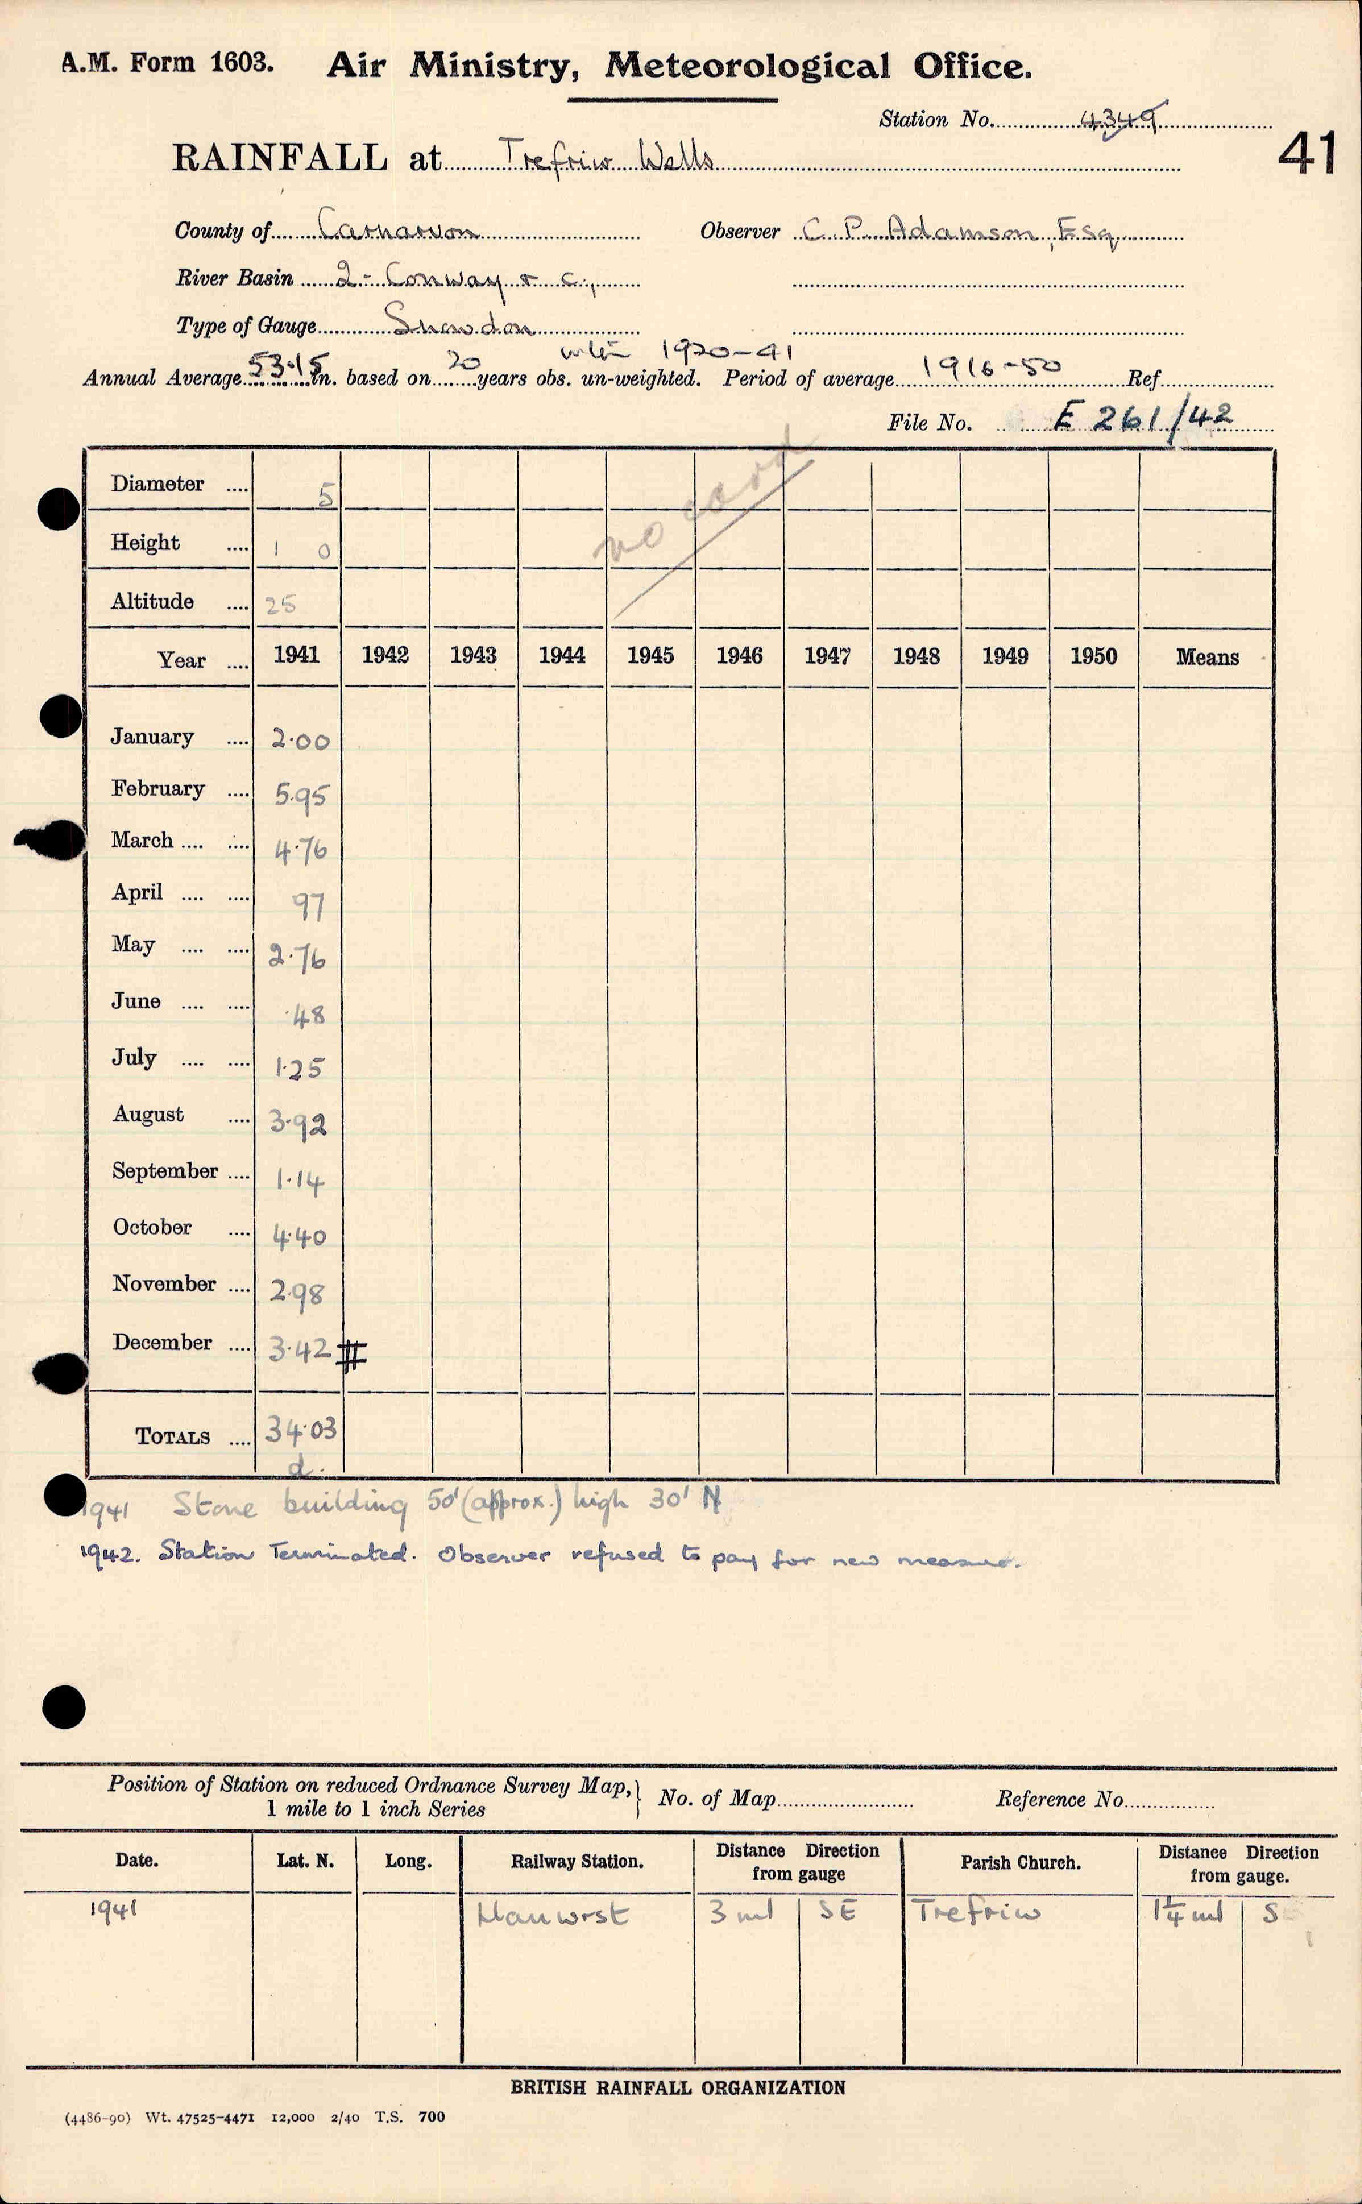 A.M. Form 1603. Air Ministry, Meteorological Office.
Station No. 4349
41
RAINFALL at Trefriw Wells
County of Carnarvon Observer C. P. Adamson, Esq
River Basin 2 - Conway & c.,
Type of Gauge Snowdon
within 1920-41
Annual Average 53.15 in. based on 20 years obs. un-weighted. Period of average 1916-50 Ref
File No. E 261/42
no card
Diameter .... 5
Height .... 1 0
Altitude .... 25
Year .... 1941 1942 1943 1944 1945 1946 1947 1948 1949 1950 Means
January .... 2.00
February .... 5.95
March .... .... 4.76
April .... .... 97
May .... .... 2.76
June .... .... .48
July .... .... 1.25
August .... 3.92
September .... 1.14
October .... 4.40
November .... 2.98
December .... 3.42 #
TOTALS .... 34.03
d.
1941 Stone building 50' (approx.) high 30' N
1942. Station Terminated. Observer refused to pay for new measure.
Position of Station on reduced Ordnance Survey Map, } No. of Map Reference No.
1 mile to 1 inch Series
Date. Lat. N. Long. Railway Station. Distance Direction from gauge Parish Church. Distance Direction from gauge.
1941 Llanwrst 3 ml SE Trefriw 1¼ ml S
BRITISH RAINFALL ORGANIZATION
(4486-90) Wt. 47525-4471 12,000 2/40 T.S. 700